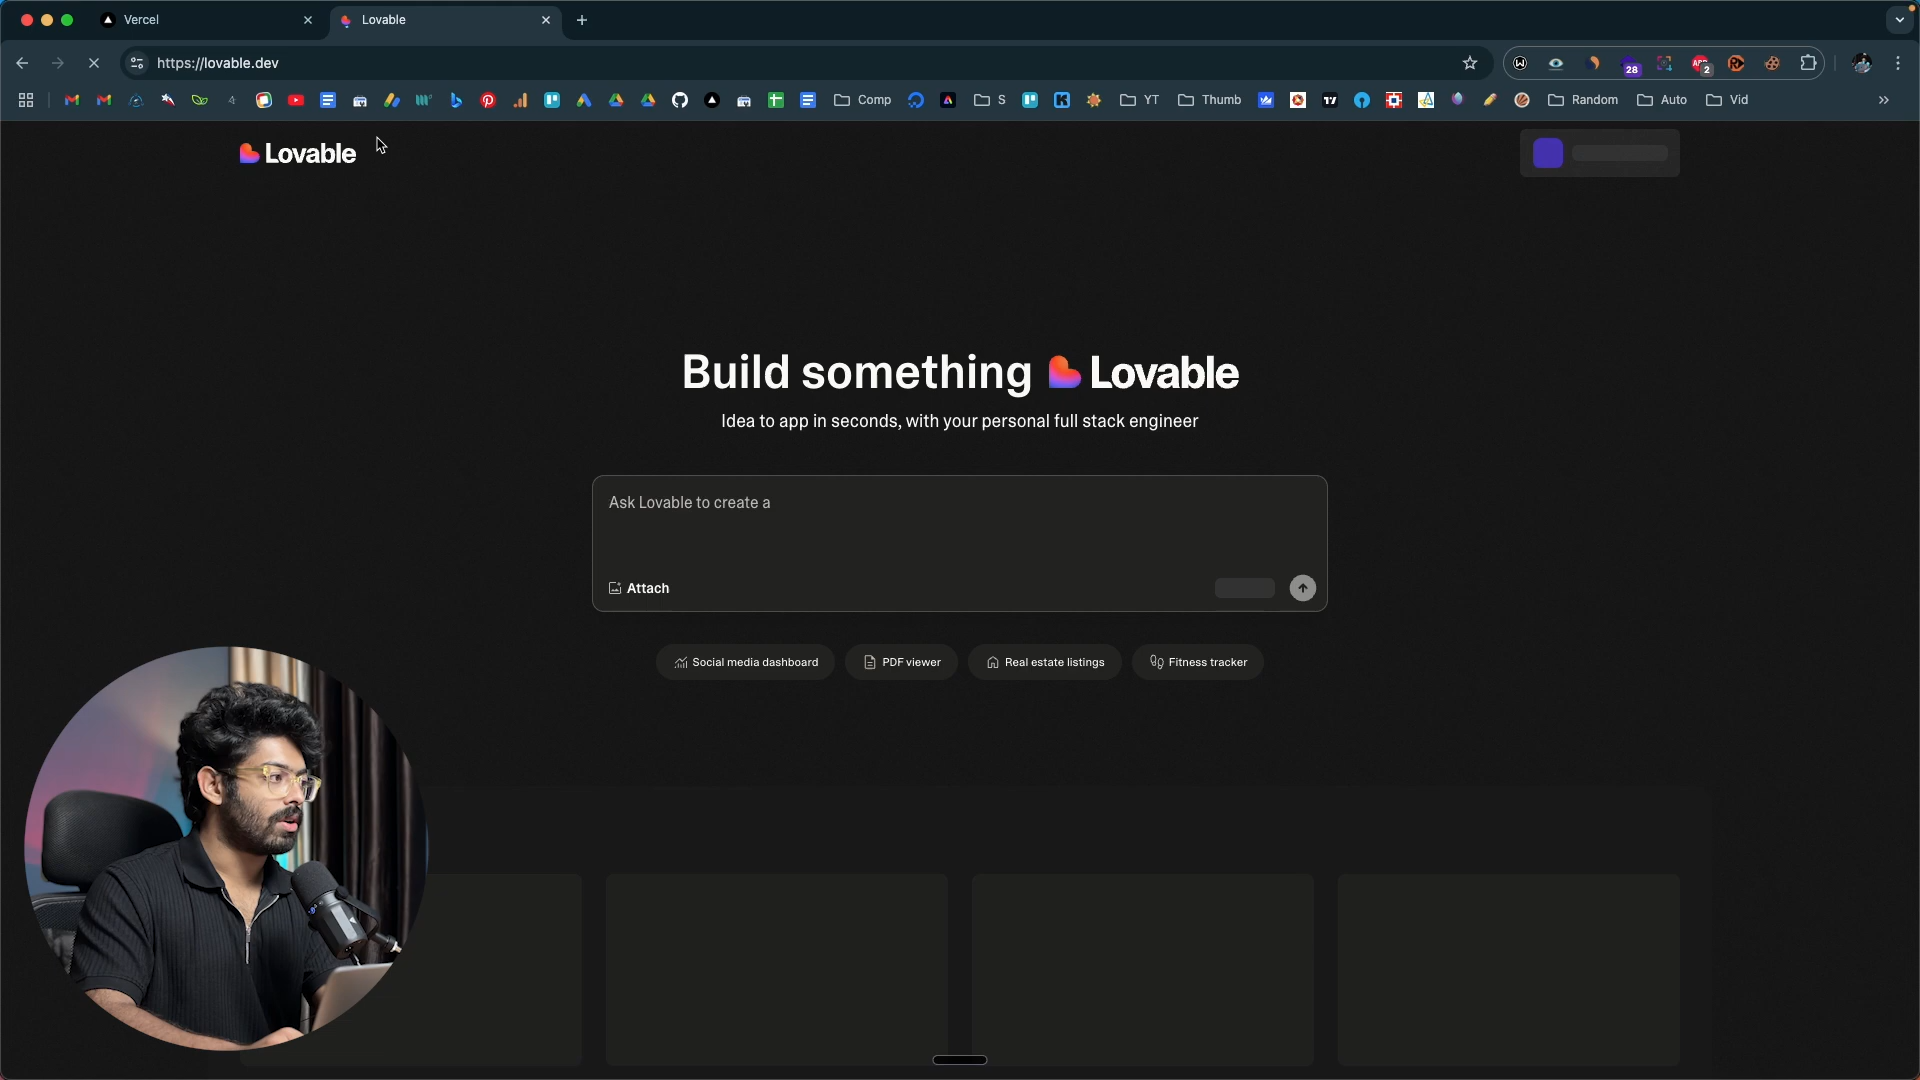 Vercel
Lovable
https://lovable.dev
28
2
Comp
S
YT
Thumb
Random
Auto
Vid
Lovable
Build something Lovable
Idea to app in seconds, with your personal full stack engineer
Ask Lovable to create a
Attach
Social media dashboard
PDF viewer
Real estate listings
Fitness tracker